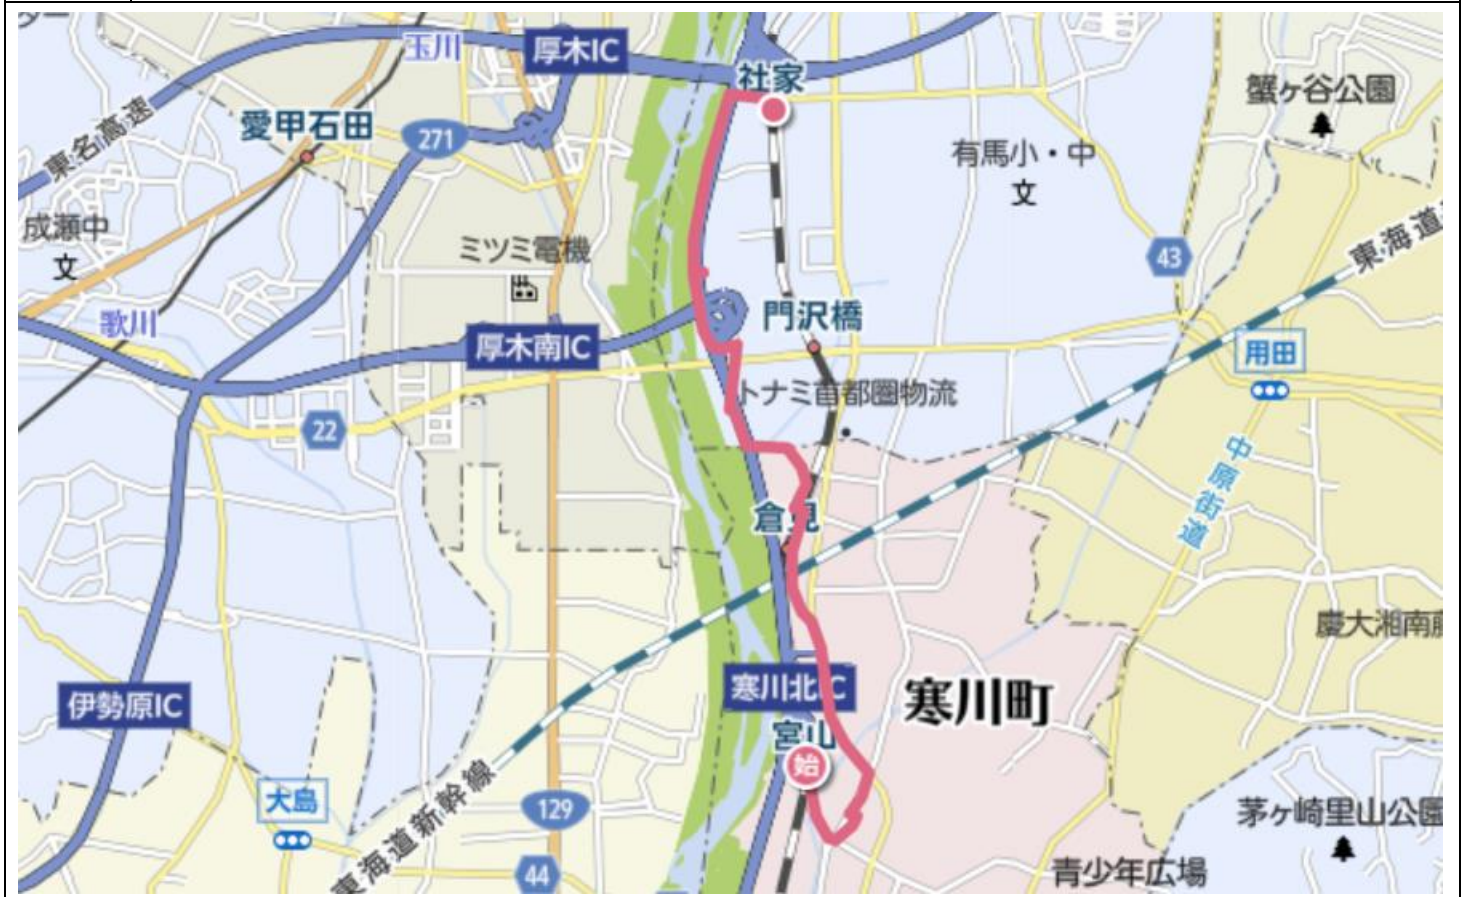 玉川
厚木IC
社家
蟹ヶ谷公園
東名高速
愛甲石田
271
有馬小・中
文
成瀬中
文
ミツミ電機
43
東海道
歌川
門沢橋
厚木南IC
用田
トナミ首都圏物流
22
中原街道
倉見
慶大湘南藤
寒川北IC
寒川町
伊勢原IC
宮山
始
東海道新幹線
大島
129
茅ヶ崎里山公園
44
青少年広場